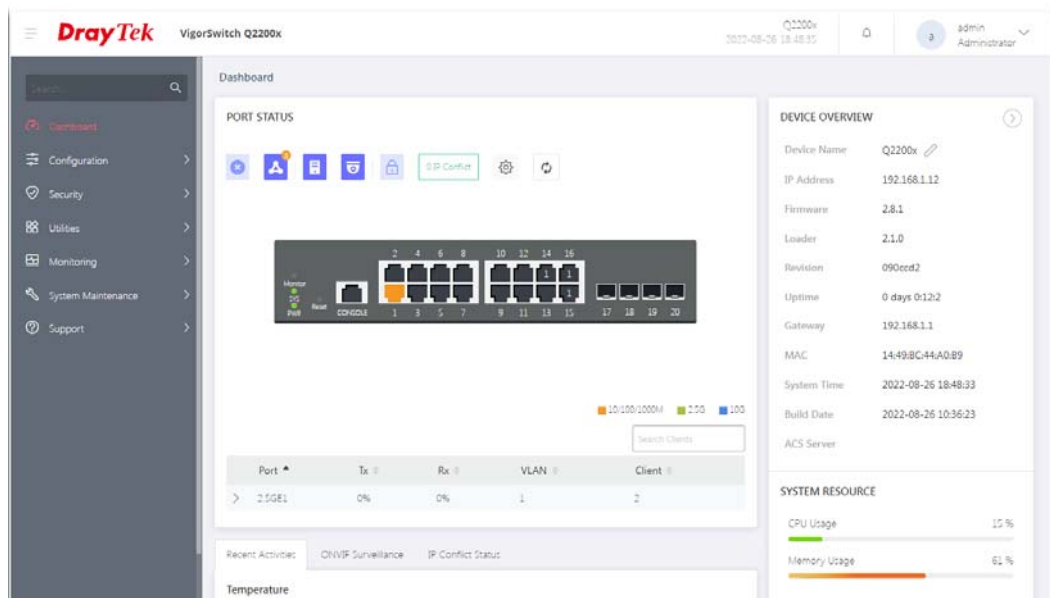 DrayTek VigorSwitch Q2200x
Q2200x
2022-08-26 18:48:35
a
admin
Administrator
Search...
Dashboard
Configuration
Security
Utilities
Monitoring
System Maintenance
Support
Dashboard
PORT STATUS
0 IP Conflict
2 4 6 8 10 12 14 16
Monitor
SYS
PWR
Reset
CONSOLE
1 1
1
1 3 5 7 9 11 13 15 17 18 19 20
10/100/1000M 2.5G 10G
Search Clients
Port Tx Rx VLAN Client
2.5GE1 0% 0% 1 2
Recent Activities ONVIF Surveillance IP Conflict Status
Temperature
DEVICE OVERVIEW
Device Name Q2200x
IP Address 192.168.1.12
Firmware 2.8.1
Loader 2.1.0
Revision 090ecd2
Uptime 0 days 0:12:2
Gateway 192.168.1.1
MAC 14:49:BC:44:A0:B9
System Time 2022-08-26 18:48:33
Build Date 2022-08-26 10:36:23
ACS Server
SYSTEM RESOURCE
CPU Usage 15 %
Memory Usage 61 %